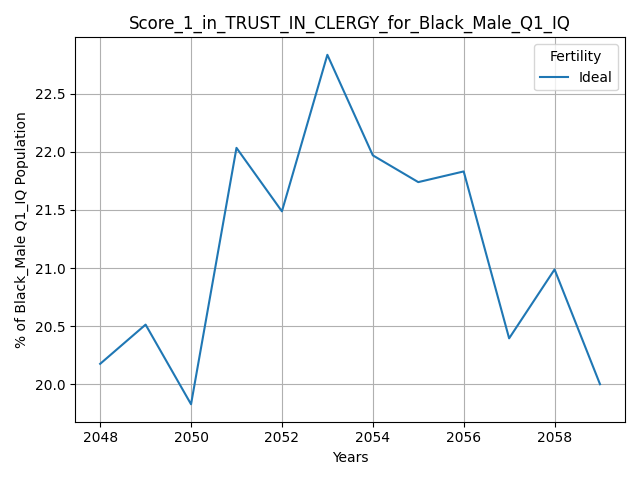 Score_1_in_TRUST_IN_CLERGY_for_Black_Male_Q1_IQ
Fertility
Ideal
% of Black_Male Q1_IQ Population
22.5
22.0
21.5
21.0
20.5
20.0
2048 2050 2052 2054 2056 2058
Years